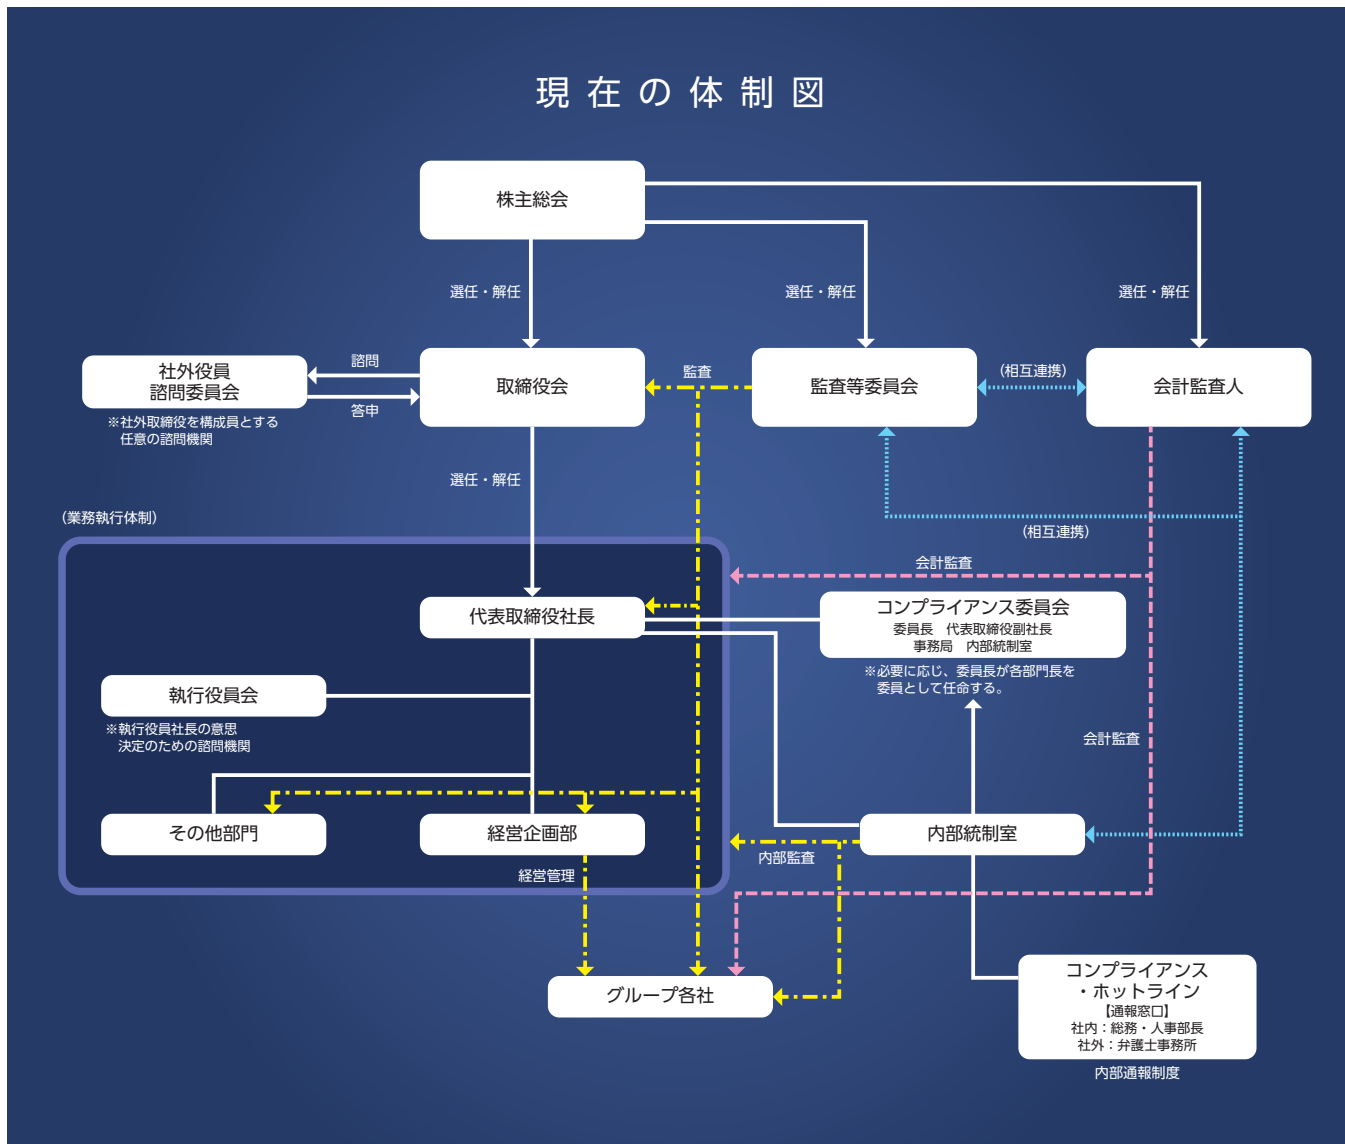 現在の体制図
株主総会
選任・解任
選任・解任
選任・解任
社外役員
諮問委員会
諮問
答申
※社外取締役を構成員とする
任意の諮問機関
取締役会
監査
監査等委員会
（相互連携）
会計監査人
選任・解任
（相互連携）
（業務執行体制）
会計監査
代表取締役社長
コンプライアンス委員会
委員長　代表取締役副社長
事務局　内部統制室
※必要に応じ、委員長が各部門長を
委員として任命する。
執行役員会
※執行役員社長の意思
決定のための諮問機関
会計監査
その他部門
経営企画部
内部統制室
内部監査
経営管理
グループ各社
コンプライアンス
・ホットライン
【通報窓口】
社内：総務・人事部長
社外：弁護士事務所
内部通報制度